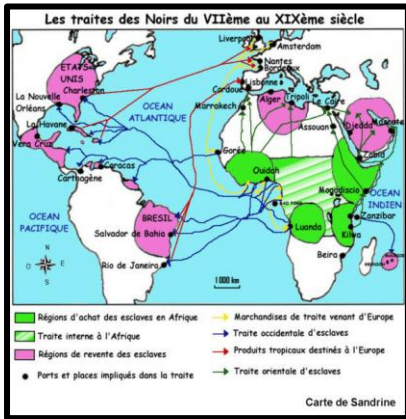 Les traites des Noirs du VIIème au XIXème siècle
Liverpool
Amsterdam
Nantes
Bordeaux
ETATS-
UNIS
Charleston
Lisbonne
Cordoue
Alger
Tripoli
Le Caire
La Nouvelle
Orléans
Marrakech
OCEAN
ATLANTIQUE
Mascate
La Havane
Assouan
Djedda
Vera Cruz
Gorée
Zabid
Caracas
Carthagène
Ouidah
Mogadiscio
OCEAN
INDIEN
OCEAN
PACIFIQUE
BRESIL
Zanzibar
Salvador de Bahia
Luanda
Kilwa
Rio de Janeiro
Beira
1 000 km
Régions d'achat des esclaves en Afrique
Marchandises de traite venant d'Europe
Traite interne à l'Afrique
Traite occidentale d'esclaves
Régions de revente des esclaves
Produits tropicaux destinés à l'Europe
Ports et places impliqués dans la traite
Traite orientale d'esclaves
Carte de Sandrine